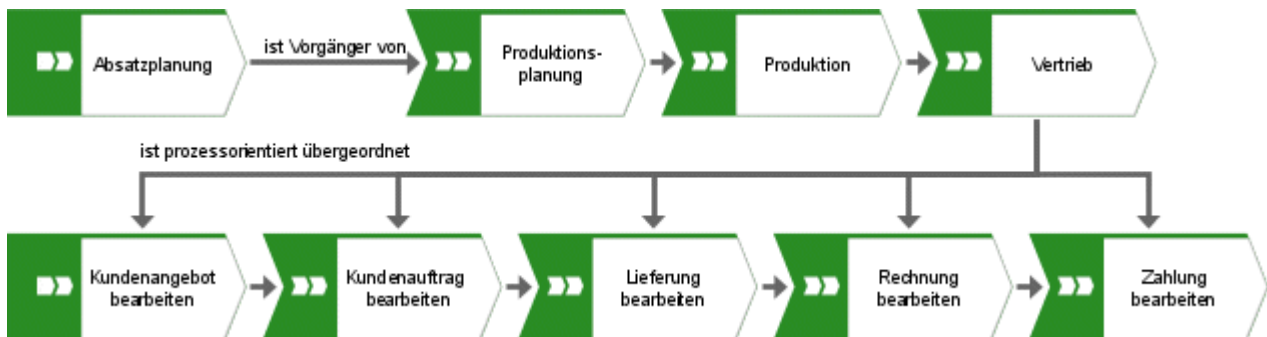 Absatzplanung
ist Vorgänger von
Produktions-
planung
Produktion
Vertrieb
ist prozessorientiert übergeordnet
Kundenangebot
bearbeiten
Kundenauftrag
bearbeiten
Lieferung
bearbeiten
Rechnung
bearbeiten
Zahlung
bearbeiten